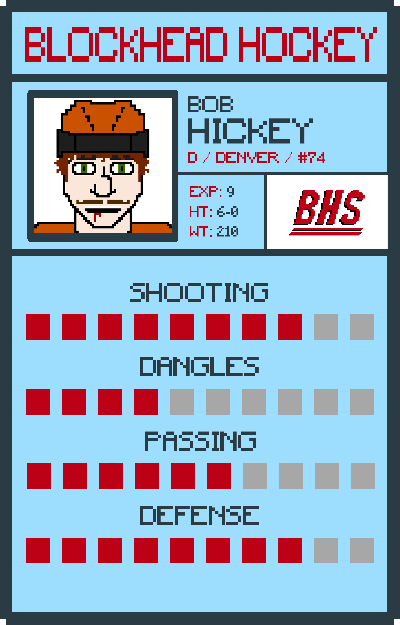 BLOCKHEAD HOCKEY
BOB
HICKEY
D / DENVER / #74
EXP: 9
HT: 6-0
WT: 210
BHS
SHOOTING
DANGLES
PASSING
DEFENSE